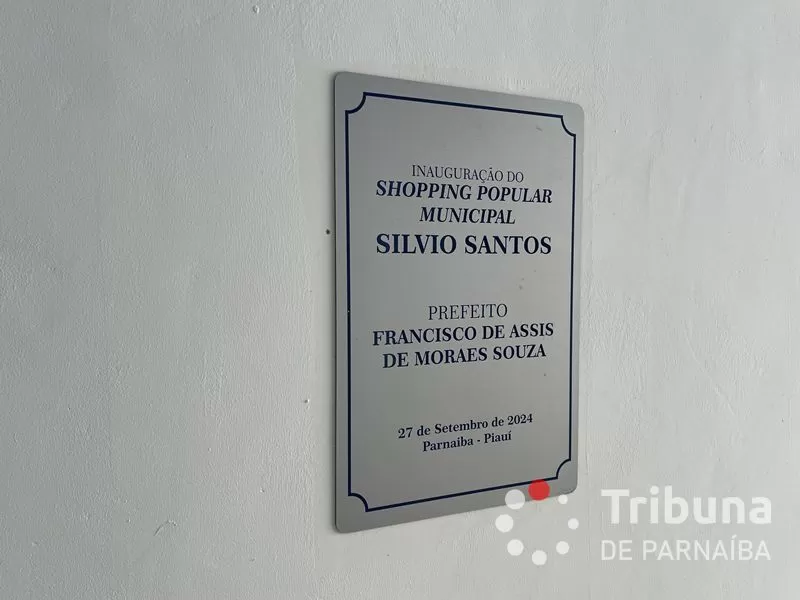 INAUGURAÇÃO DO
SHOPPING POPULAR
MUNICIPAL
SILVIO SANTOS
PREFEITO
FRANCISCO DE ASSIS
DE MORAES SOUZA
27 de Setembro de 2024
Parnaiba - Piauí
Tribuna
DE PARNAÍBA